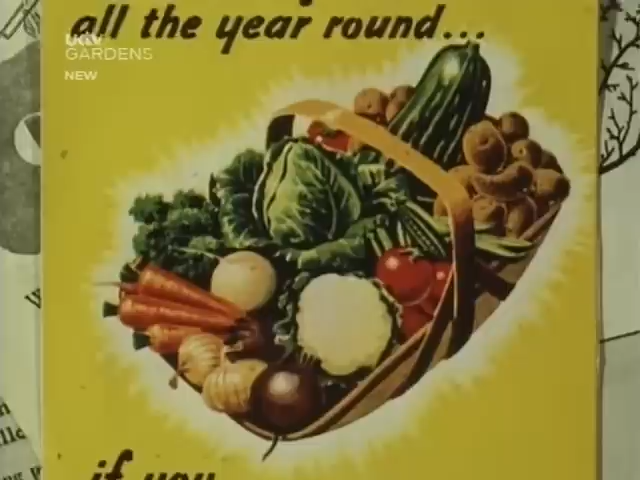 all the year round...
UKTV
GARDENS
NEW
if you